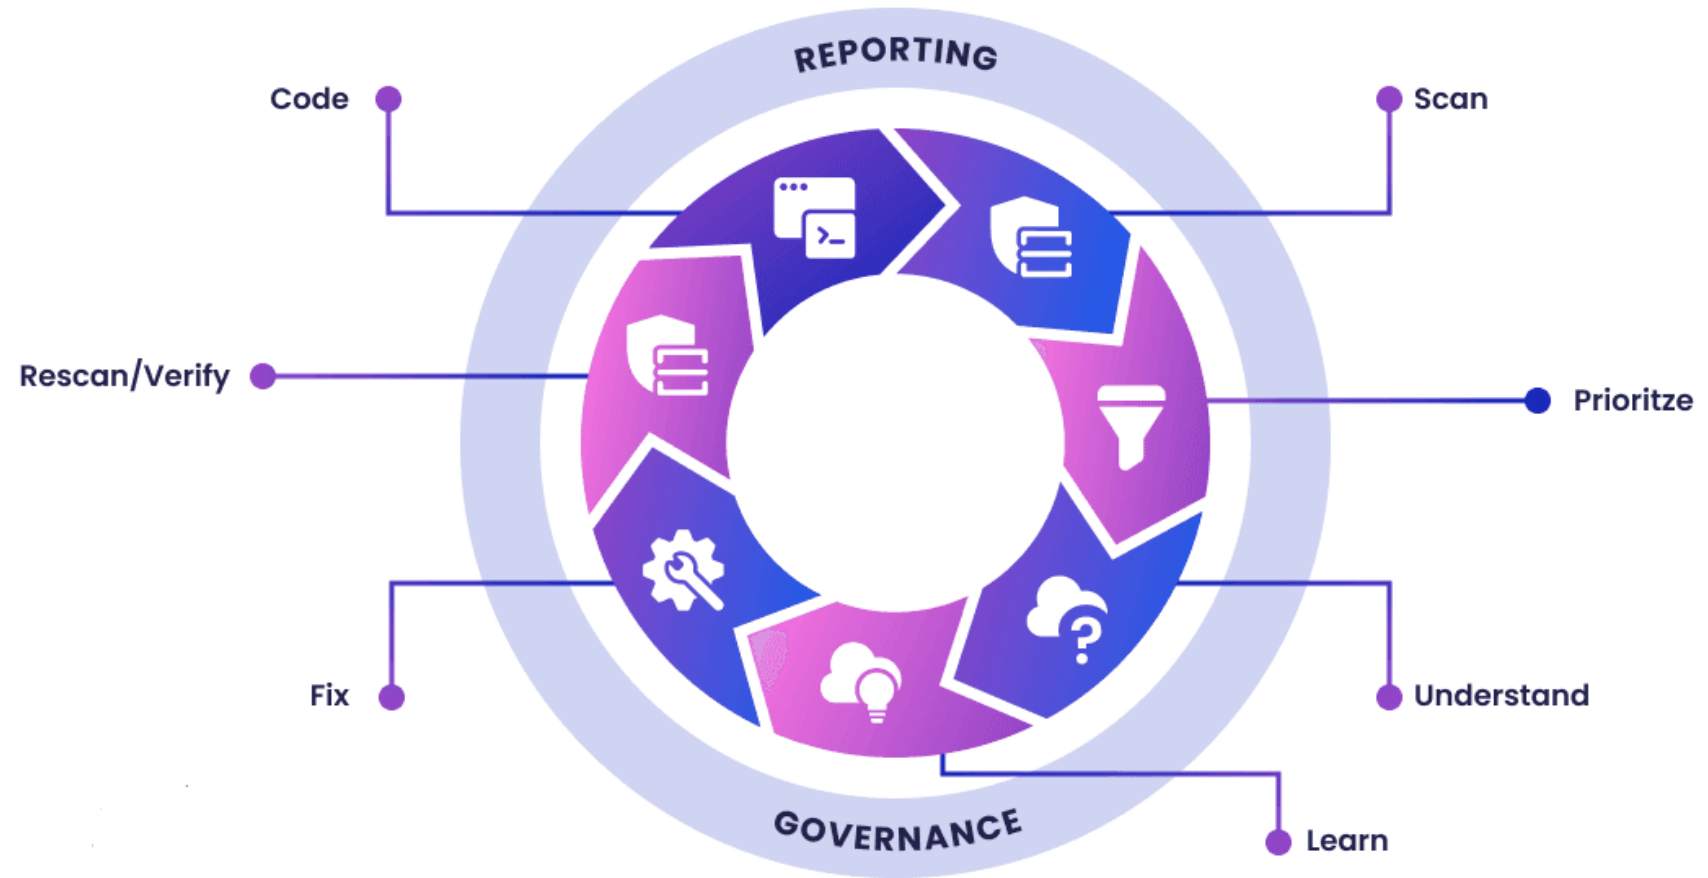 REPORTING
Code
Scan
Rescan/Verify
Prioritze
Fix
Understand
GOVERNANCE
Learn